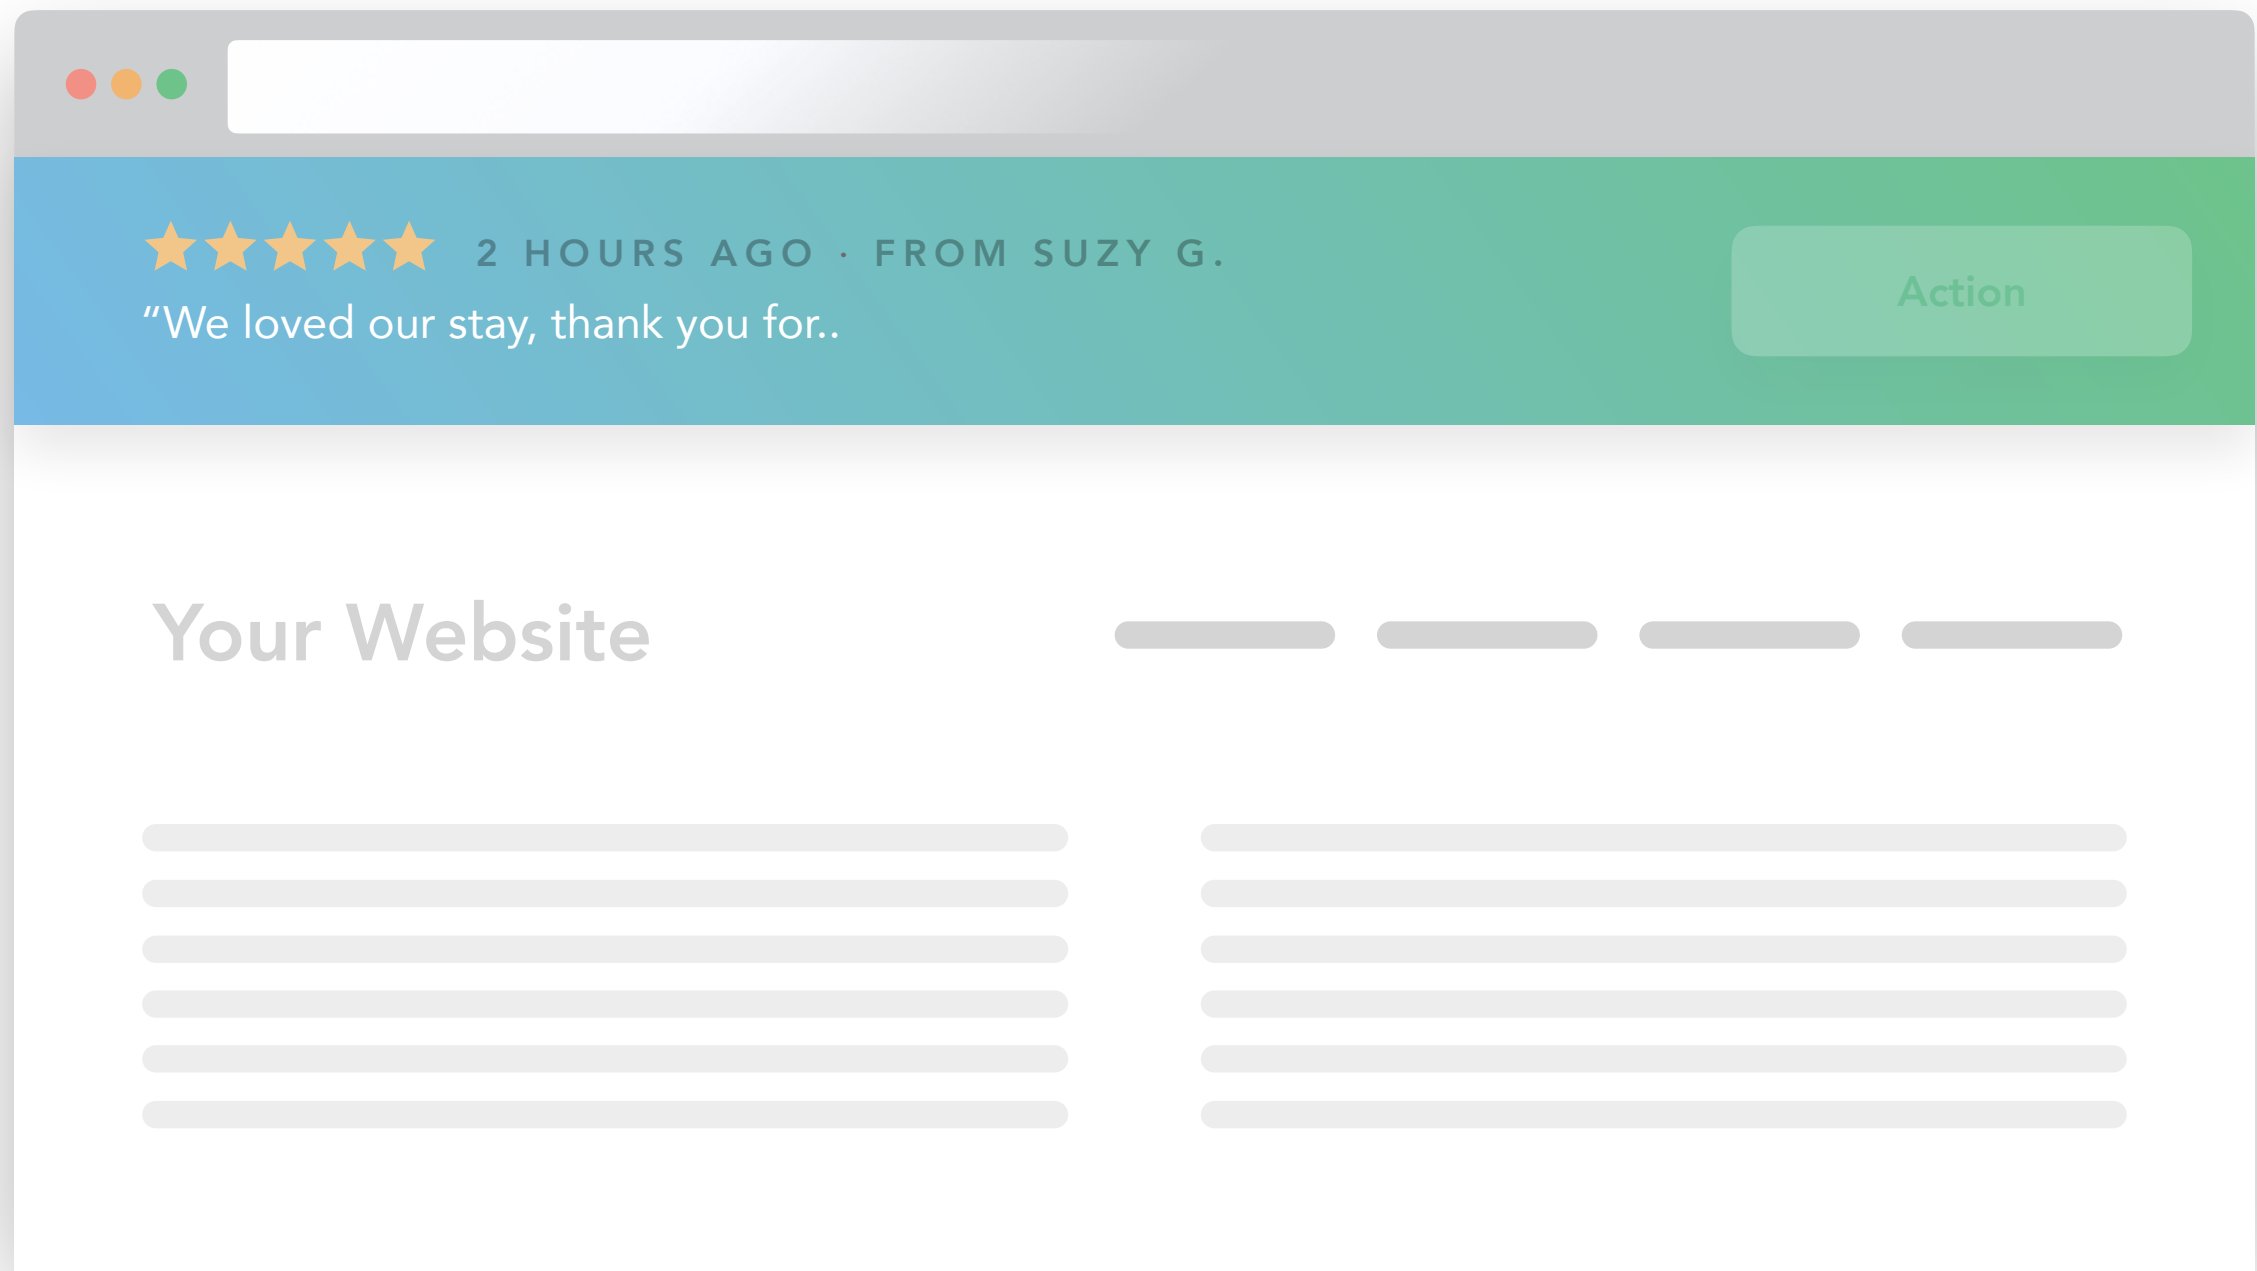 2 HOURS AGO · FROM SUZY G.
“We loved our stay, thank you for..
Action
Your Website